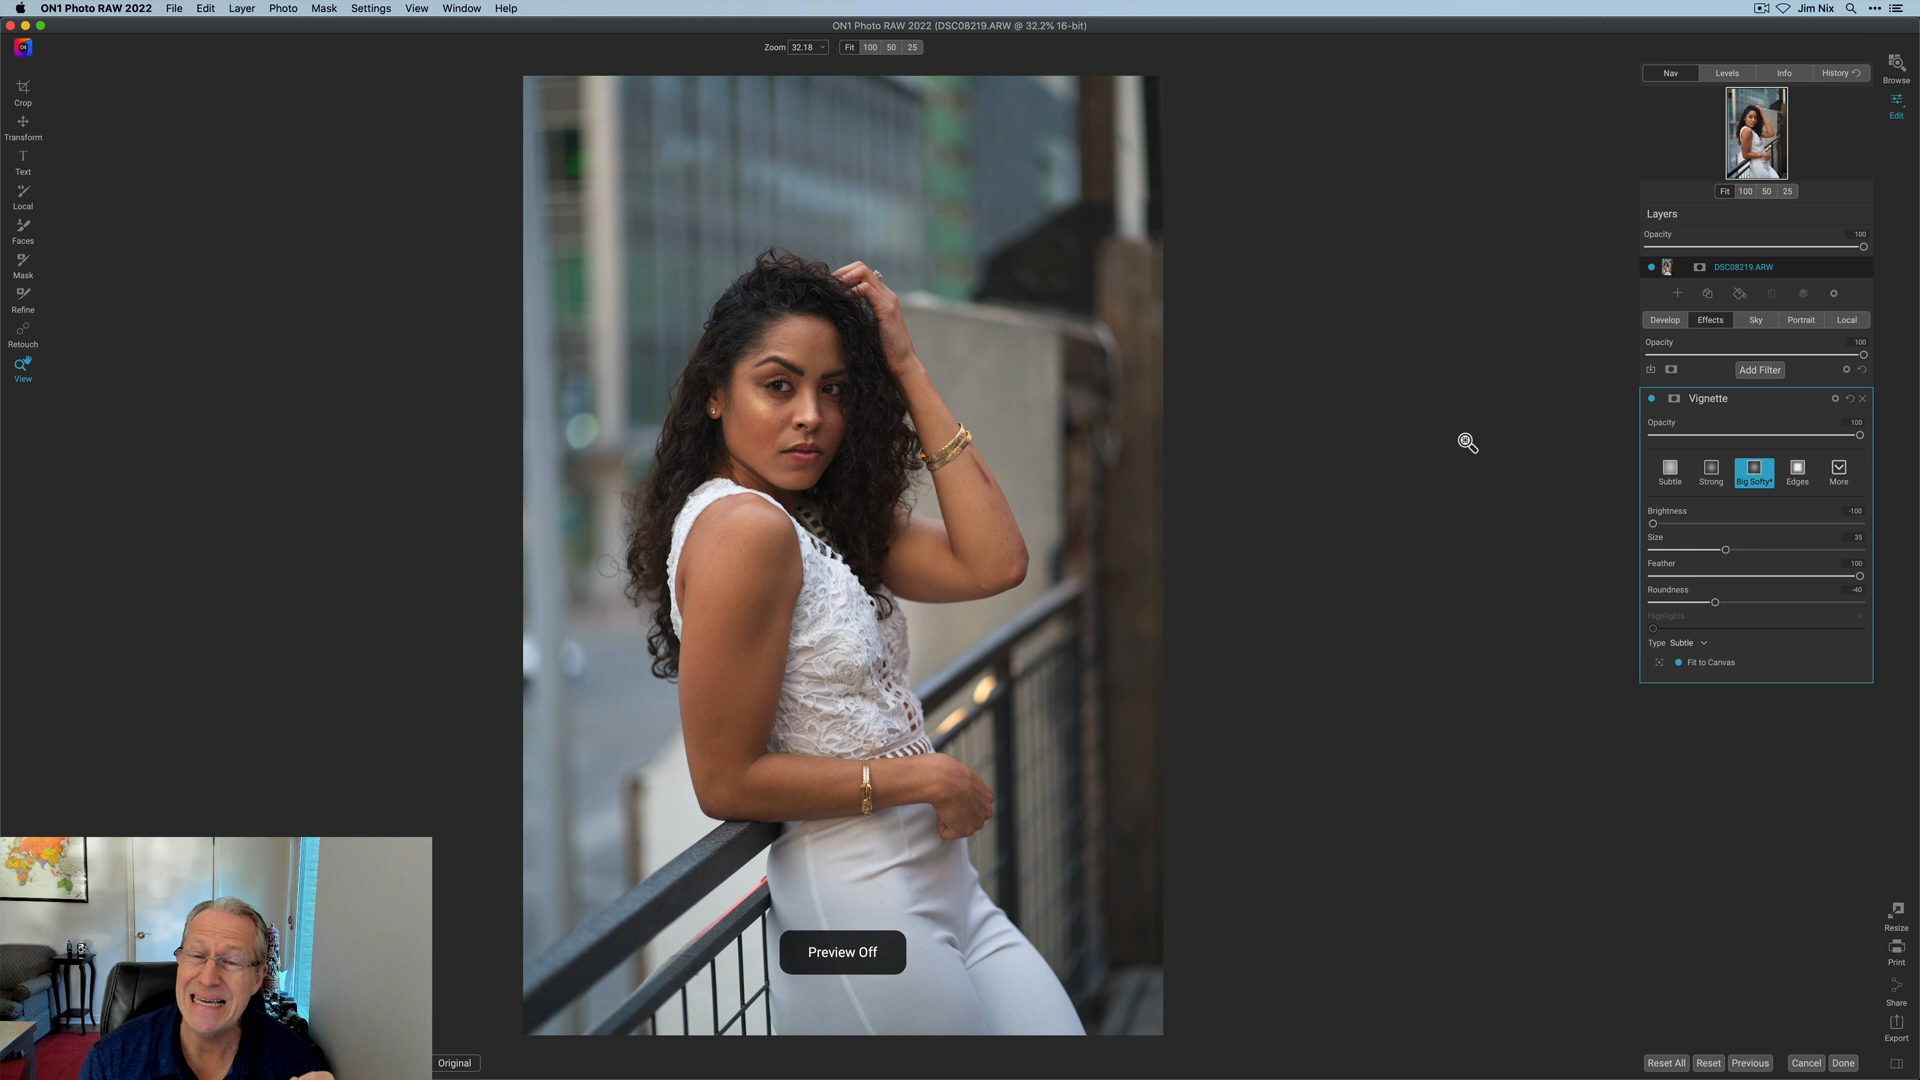 ON1 Photo RAW 2022 File Edit Layer Photo Mask Settings View Window Help Jim Nix
ON1 Photo RAW 2022 (DSC08219.ARW @ 32.2% 16-bit)
Zoom 32.18 Fit 100 50 25
Crop
Transform
Text
Local
Faces
Mask
Refine
Retouch
View
Preview Off
Original
Nav Levels Info History
Browse
Edit
Fit 100 50 25
Layers
Opacity 100
DSC08219.ARW
Develop Effects Sky Portrait Local
Opacity 100
Add Filter
Vignette
Opacity 100
Subtle Strong Big Softy* Edges More
Brightness -100
Size 35
Feather 100
Roundness -40
Highlights
Type Subtle
Fit to Canvas
Resize
Print
Share
Export
Reset All Reset Previous Cancel Done